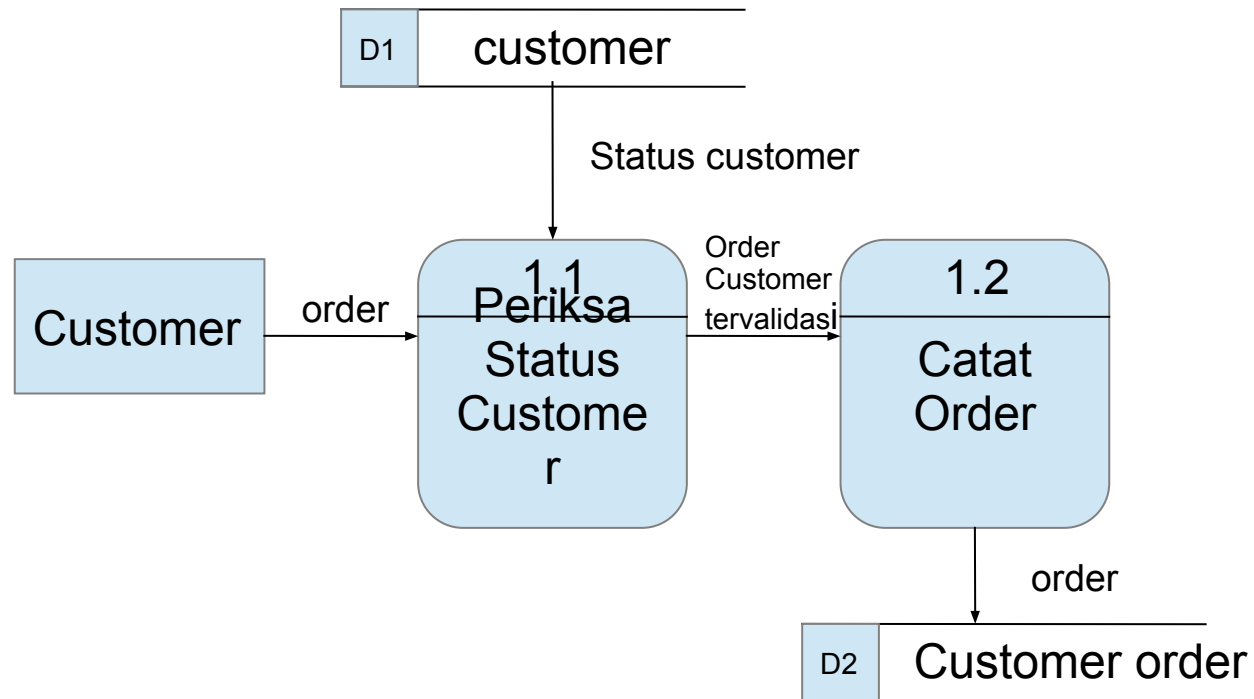 D1
customer
Status customer
Customer
order
1.1
Periksa
Status
Custome
r
Order
Customer
tervalidasi
1.2
Catat
Order
order
D2
Customer order